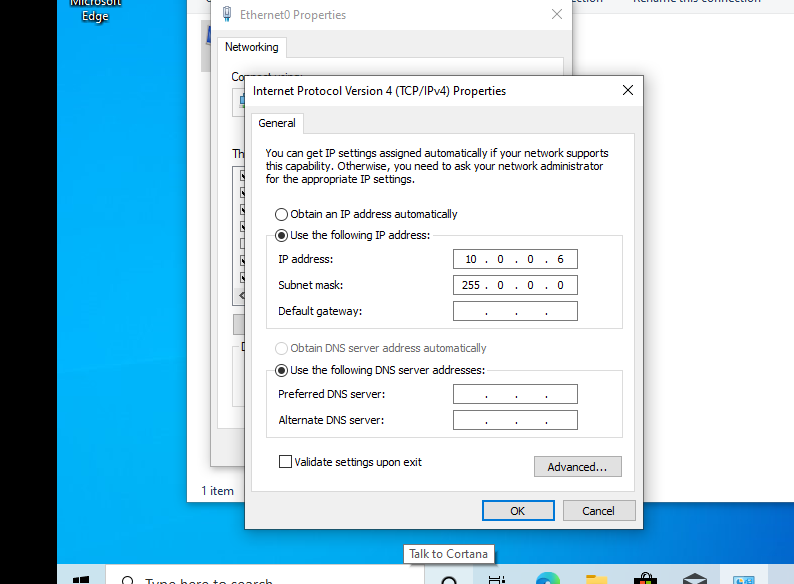 Microsoft
Edge
Ethernet0 Properties
Rename this connection
Networking
Internet Protocol Version 4 (TCP/IPv4) Properties
General
You can get IP settings assigned automatically if your network supports
this capability. Otherwise, you need to ask your network administrator
for the appropriate IP settings.
Obtain an IP address automatically
Use the following IP address:
IP address:
10 . 0 . 0 . 6
Subnet mask:
255 . 0 . 0 . 0
Default gateway:
. . .
Obtain DNS server address automatically
Use the following DNS server addresses:
Preferred DNS server:
. . .
Alternate DNS server:
. . .
Validate settings upon exit
Advanced...
1 item
OK
Cancel
Talk to Cortana
Type here to search